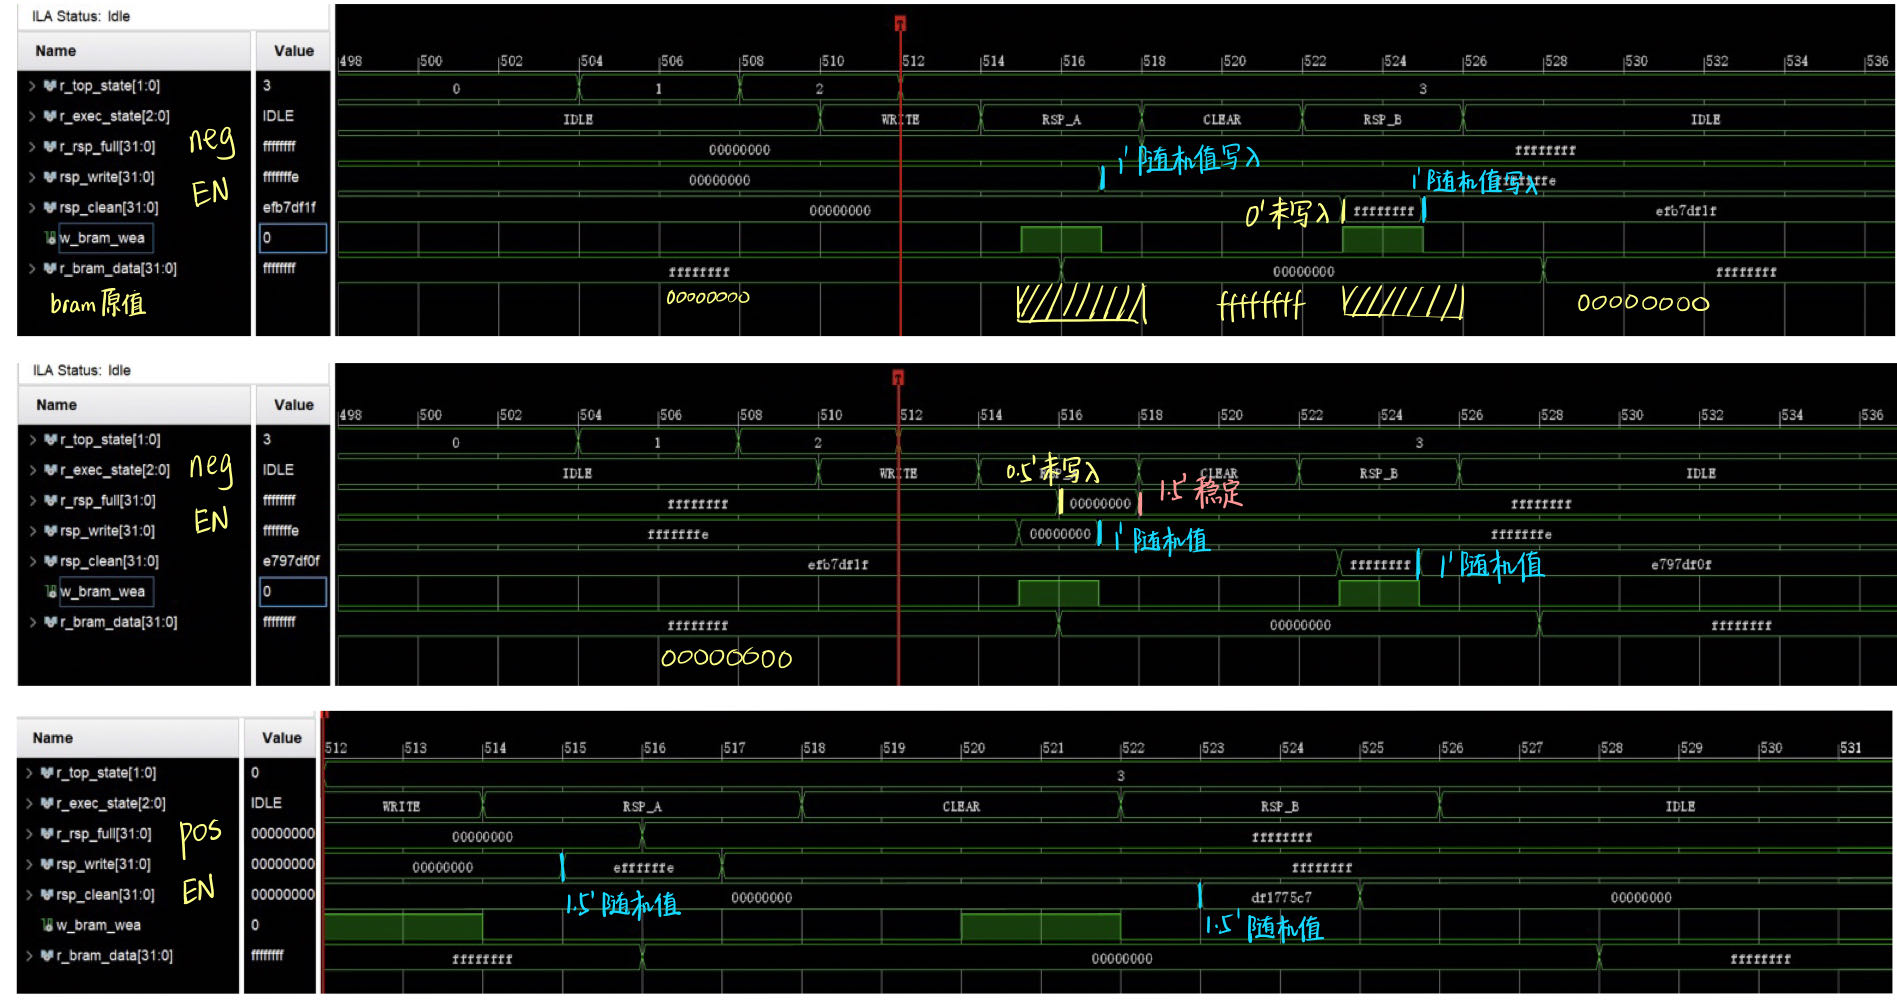 ILA Status: Idle
Name Value
498 500 502 504 506 508 510 512 514 516 518 520 522 524 526 528 530 532 534 536
r_top_state[1:0] 3 0 1 2 3
r_exec_state[2:0] IDLE IDLE WRITE RSP_A CLEAR RSP_B IDLE
neg
r_rsp_full[31:0] ffffffff 00000000 ffffffff
1' 随机值写入
rsp_write[31:0] fffffffe 00000000 fffffffe
EN
1' 随机值写入
rsp_clean[31:0] efb7df1f 00000000 0' 未写入 ffffffff efb7df1f
w_bram_wea 0
r_bram_data[31:0] ffffffff ffffffff 00000000 ffffffff
bram 原值 00000000 ffffffff 00000000
ILA Status: Idle
Name Value
498 500 502 504 506 508 510 512 514 516 518 520 522 524 526 528 530 532 534 536
r_top_state[1:0] 3 0 1 2 3
r_exec_state[2:0] IDLE IDLE WRITE CLEAR RSP_B IDLE
neg
0.5' 未写入
r_rsp_full[31:0] ffffffff ffffffff 00000000 1.5' 稳定 ffffffff
EN
rsp_write[31:0] fffffffe fffffffe 00000000 1' 随机值 fffffffe
rsp_clean[31:0] e797df0f efb7df1f ffffffff 1' 随机值 e797df0f
w_bram_wea 0
r_bram_data[31:0] ffffffff ffffffff 00000000 ffffffff
00000000
Name Value
512 513 514 515 516 517 518 519 520 521 522 523 524 525 526 527 528 529 530 531
r_top_state[1:0] 0 3
r_exec_state[2:0] IDLE WRITE RSP_A CLEAR RSP_B IDLE
r_rsp_full[31:0] pos 00000000 00000000 ffffffff
rsp_write[31:0] 00000000 00000000 effffffe ffffffff
rsp_clean[31:0] EN 00000000 1.5' 随机值 00000000 df1775c7 00000000
w_bram_wea 0 1.5' 随机值
r_bram_data[31:0] ffffffff ffffffff 00000000 ffffffff